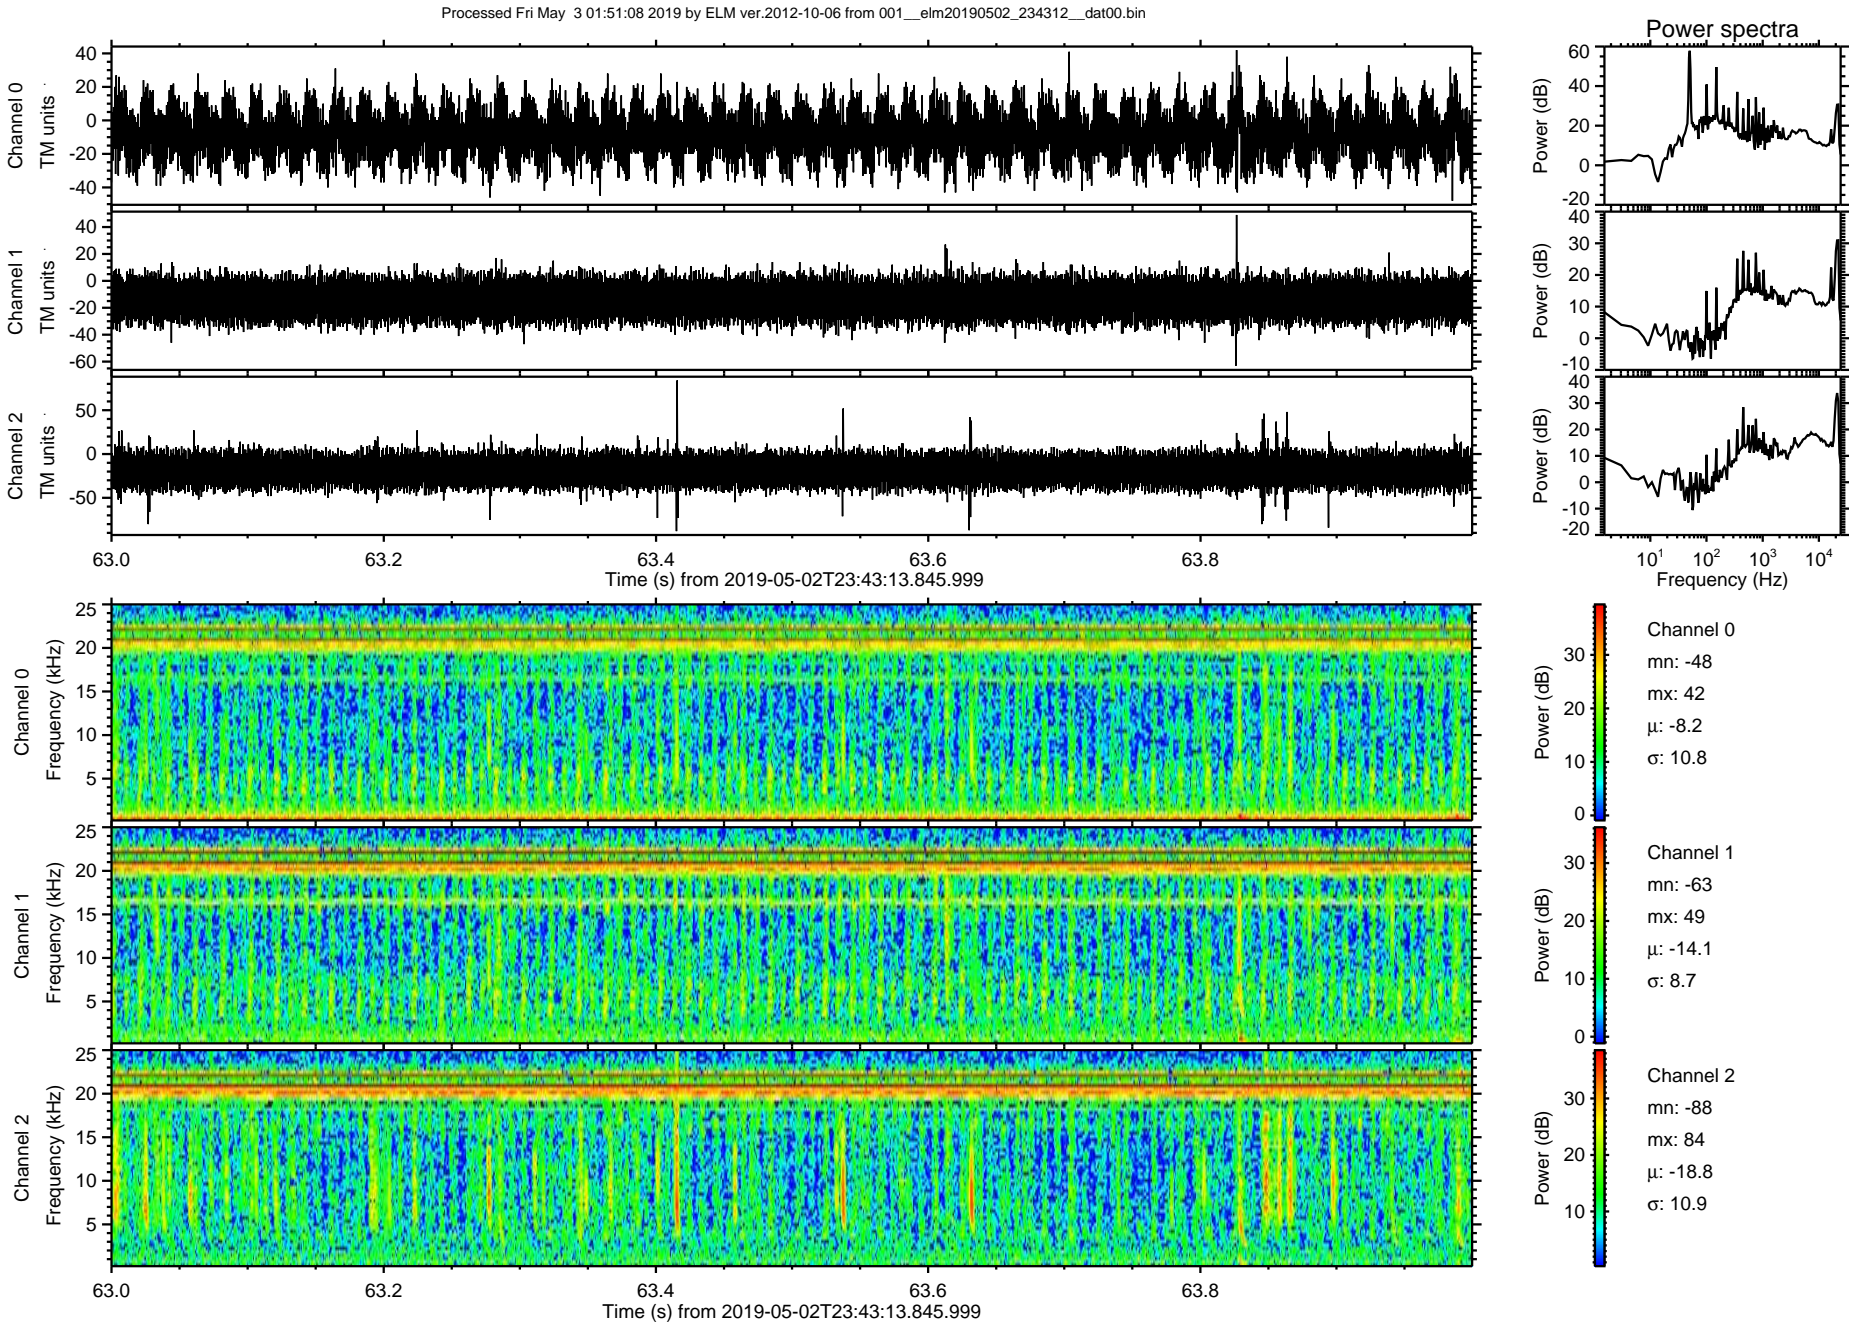 Processed Fri May  3 01:51:08 2019 by ELM ver.2012-10-06 from 001__elm20190502_234312__dat00.bin
Power spectra
Channel 0
TM units
40
20
0
-20
-40
Power (dB)
60
40
20
0
-20
Channel 1
TM units
40
20
0
-20
-40
-60
Power (dB)
40
30
20
10
0
-10
Channel 2
TM units
50
0
-50
Power (dB)
40
30
20
10
0
-10
-20
63.0 63.2 63.4 63.6 63.8
Time (s) from 2019-05-02T23:43:13.845.999
10¹ 10² 10³ 10⁴
Frequency (Hz)
Channel 0
Frequency (kHz)
25
20
15
10
5
Power (dB)
30
20
10
0
Channel 0
mn: -48
mx: 42
μ: -8.2
σ: 10.8
Channel 1
Frequency (kHz)
25
20
15
10
5
Power (dB)
30
20
10
0
Channel 1
mn: -63
mx: 49
μ: -14.1
σ: 8.7
Channel 2
Frequency (kHz)
25
20
15
10
5
Power (dB)
30
20
10
Channel 2
mn: -88
mx: 84
μ: -18.8
σ: 10.9
63.0 63.2 63.4 63.6 63.8
Time (s) from 2019-05-02T23:43:13.845.999